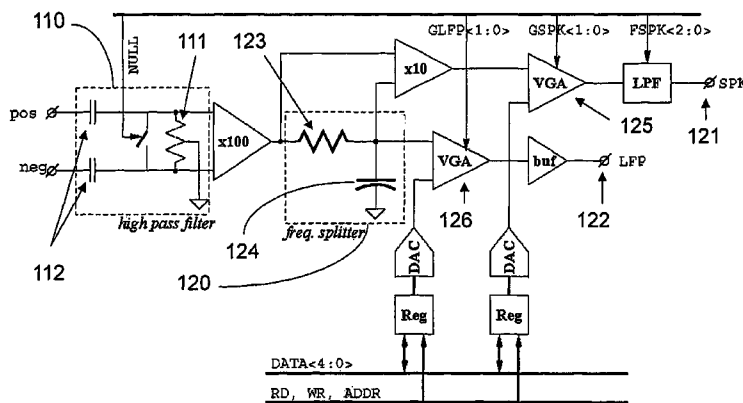 110
111
123
NULL
GLFP<1:0>
GSPK<1:0>
FSPK<2:0>
pos
neg
x100
x10
VGA
LPF
SPK
125
121
VGA
buf
LFP
126
122
high pass filter
112
124
freq. splitter
120
DAC
DAC
Reg
Reg
DATA<4:0>
RD, WR, ADDR